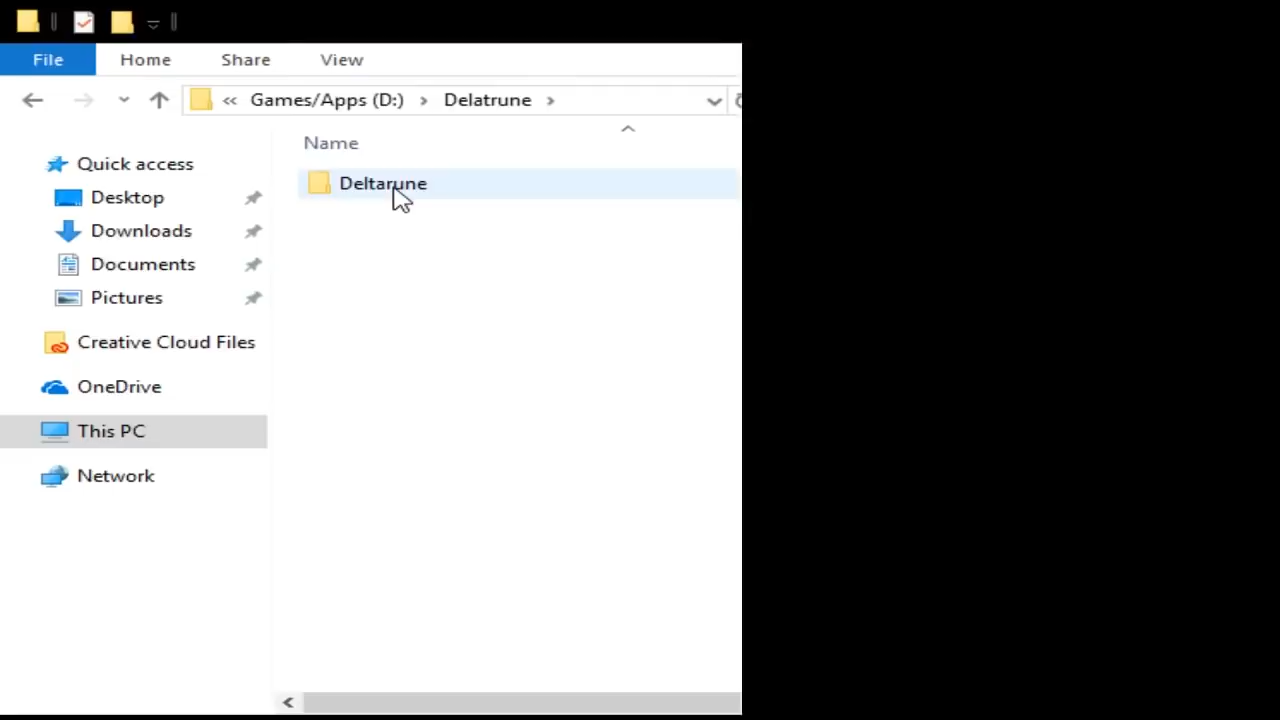 File Home Share View
« Games/Apps (D:) > Delatrune >
Name
Quick access
Deltarune
Desktop
Downloads
Documents
Pictures
Creative Cloud Files
OneDrive
This PC
Network